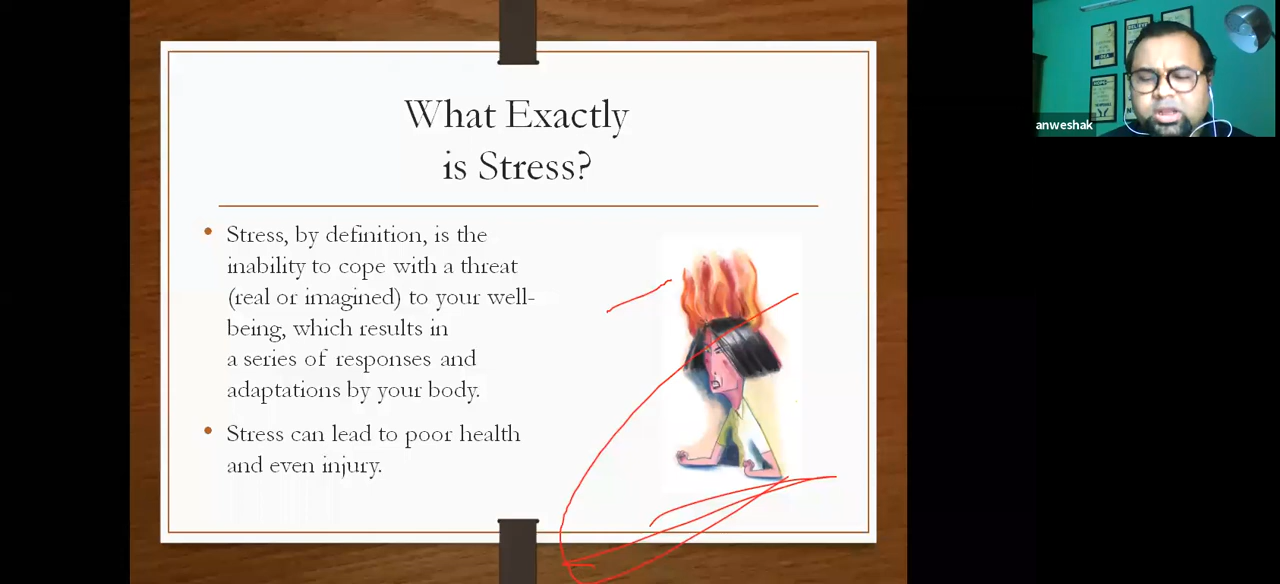 What Exactly
is Stress?
• Stress, by definition, is the
inability to cope with a threat
(real or imagined) to your well-
being, which results in
a series of responses and
adaptations by your body.
• Stress can lead to poor health
and even injury.
anweshak